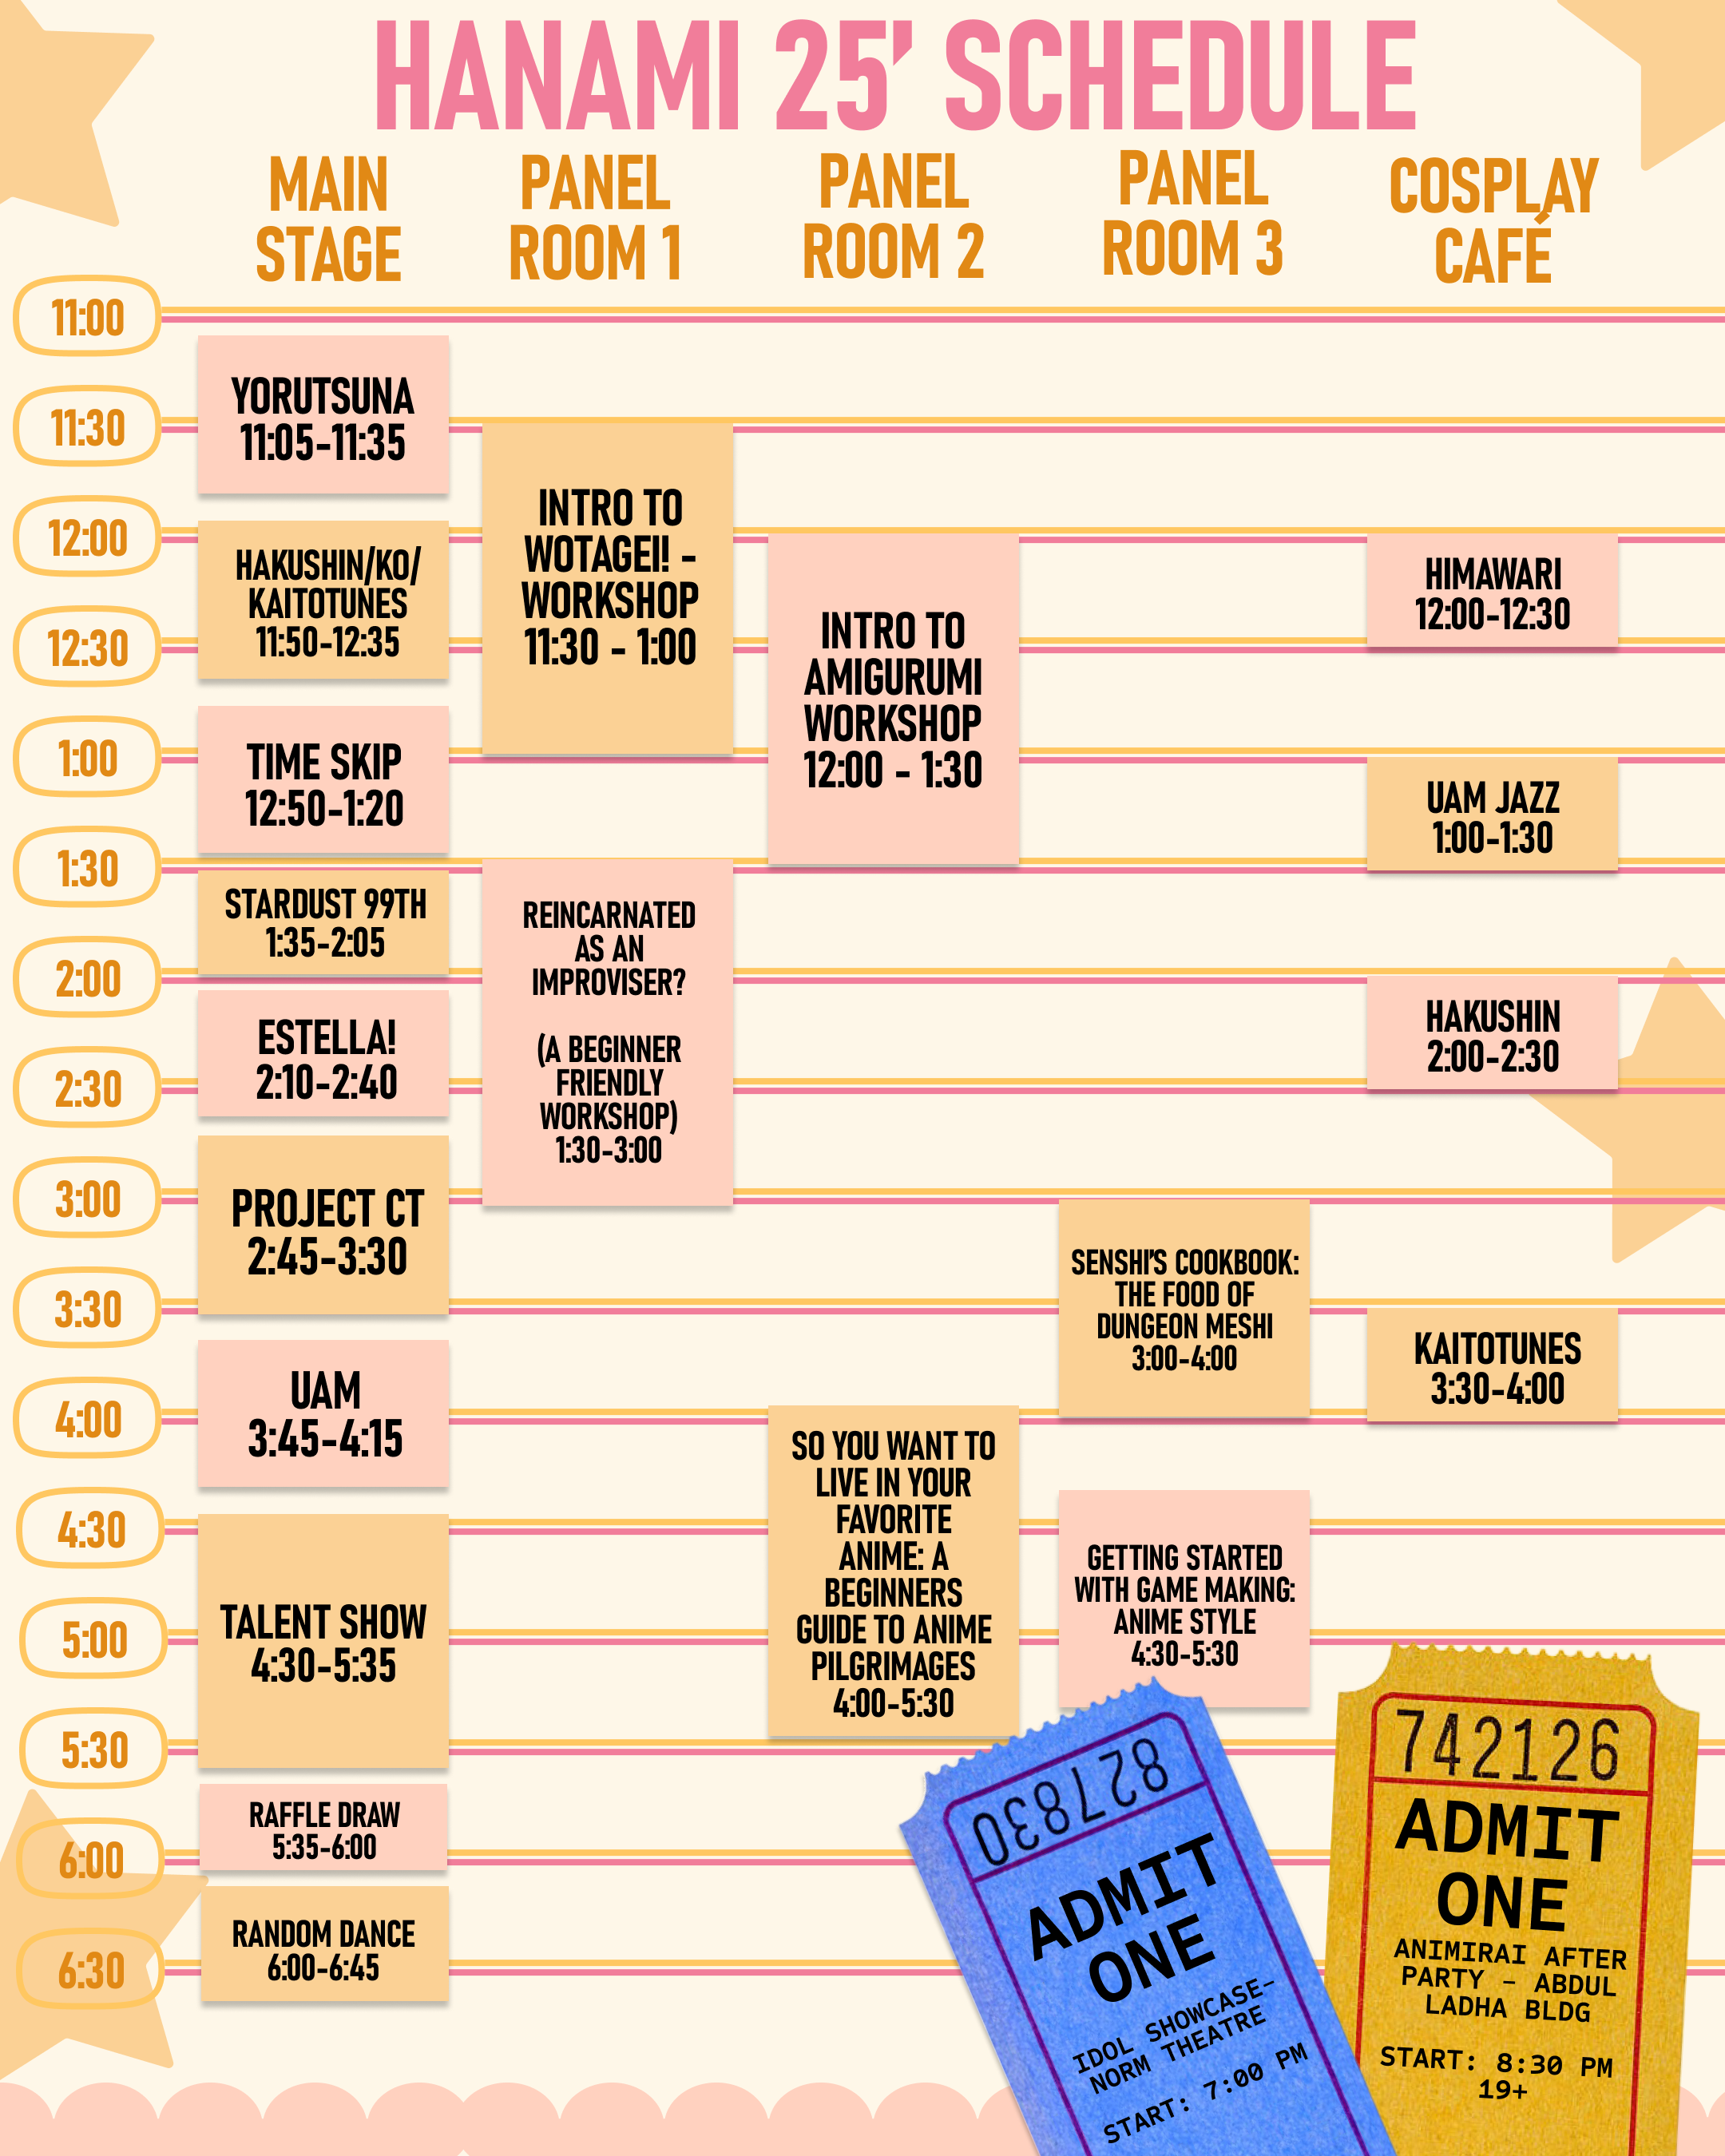 HANAMI 25' SCHEDULE
MAIN
STAGE
PANEL
ROOM 1
PANEL
ROOM 2
PANEL
ROOM 3
COSPLAY
CAFÉ
11:00
11:30
12:00
12:30
1:00
1:30
2:00
2:30
3:00
3:30
4:00
4:30
5:00
5:30
6:00
6:30
YORUTSUNA
11:05-11:35
HAKUSHIN/KO/
KAITOTUNES
11:50-12:35
TIME SKIP
12:50-1:20
STARDUST 99TH
1:35-2:05
ESTELLA!
2:10-2:40
PROJECT CT
2:45-3:30
UAM
3:45-4:15
TALENT SHOW
4:30-5:35
RAFFLE DRAW
5:35-6:00
RANDOM DANCE
6:00-6:45
INTRO TO
WOTAGEI! -
WORKSHOP
11:30 - 1:00
REINCARNATED
AS AN
IMPROVISER?
(A BEGINNER
FRIENDLY
WORKSHOP)
1:30-3:00
INTRO TO
AMIGURUMI
WORKSHOP
12:00 - 1:30
SO YOU WANT TO
LIVE IN YOUR
FAVORITE
ANIME: A
BEGINNERS
GUIDE TO ANIME
PILGRIMAGES
4:00-5:30
SENSHI'S COOKBOOK:
THE FOOD OF
DUNGEON MESHI
3:00-4:00
GETTING STARTED
WITH GAME MAKING:
ANIME STYLE
4:30-5:30
HIMAWARI
12:00-12:30
UAM JAZZ
1:00-1:30
HAKUSHIN
2:00-2:30
KAITOTUNES
3:30-4:00
827830
ADMIT
ONE
IDOL SHOWCASE-
NORM THEATRE
START: 7:00 PM
742126
ADMIT
ONE
ANIMIRAI AFTER
PARTY - ABDUL
LADHA BLDG
START: 8:30 PM
19+